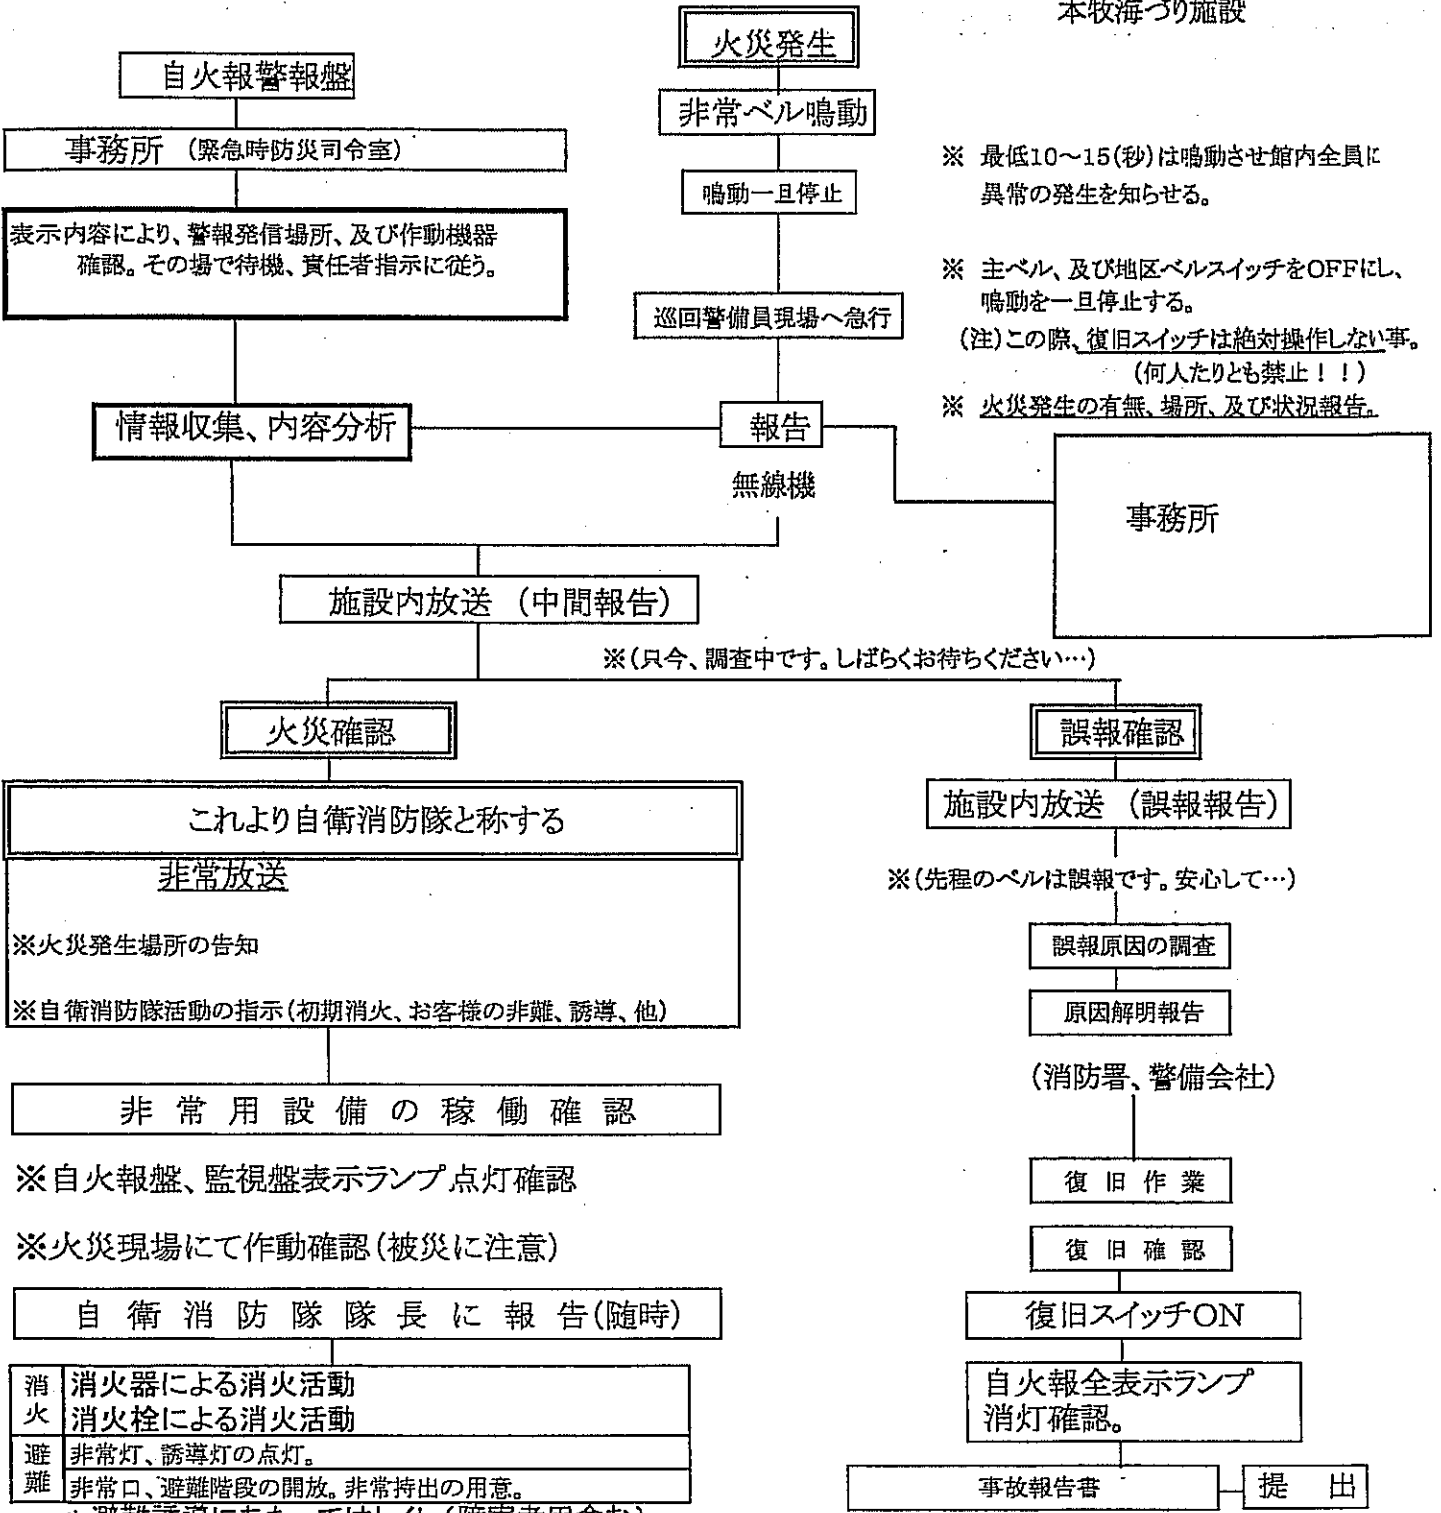 本牧海づり施設
火災発生
自火報警報盤
非常ベル鳴動
事務所 (緊急時防災司令室)
※ 最低10～15(秒)は鳴動させ館内全員に
異常の発生を知らせる。
鳴動一旦停止
表示内容により、警報発信場所、及び作動機器
確認。その場で待機、責任者指示に従う。
※ 主ベル、及び地区ベルスイッチをOFFにし、
鳴動を一旦停止する。
巡回警備員現場へ急行
(注)この際、復旧スイッチは絶対操作しない事。
(何人たりとも禁止！！)
※ 火災発生の有無、場所、及び状況報告。
情報収集、内容分析
報告
無線機
事務所
施設内放送 (中間報告)
※(只今、調査中です。しばらくお待ちください…)
火災確認
誤報確認
これより自衛消防隊と称する
施設内放送 (誤報報告)
非常放送
※(先程のベルは誤報です。安心して…)
※火災発生場所の告知
誤報原因の調査
※自衛消防隊活動の指示(初期消火、お客様の非難、誘導、他)
原因解明報告
(消防署、警備会社)
非常用設備の稼働確認
※自火報盤、監視盤表示ランプ点灯確認
復旧作業
※火災現場にて作動確認(被災に注意)
復旧確認
自衛消防隊隊長に報告(随時)
復旧スイッチON
消火
消火器による消火活動
消火栓による消火活動
自火報全表示ランプ
消灯確認。
避難
非常灯、誘導灯の点灯。
非常口、避難階段の開放。非常持出の用意。
事故報告書
提 出